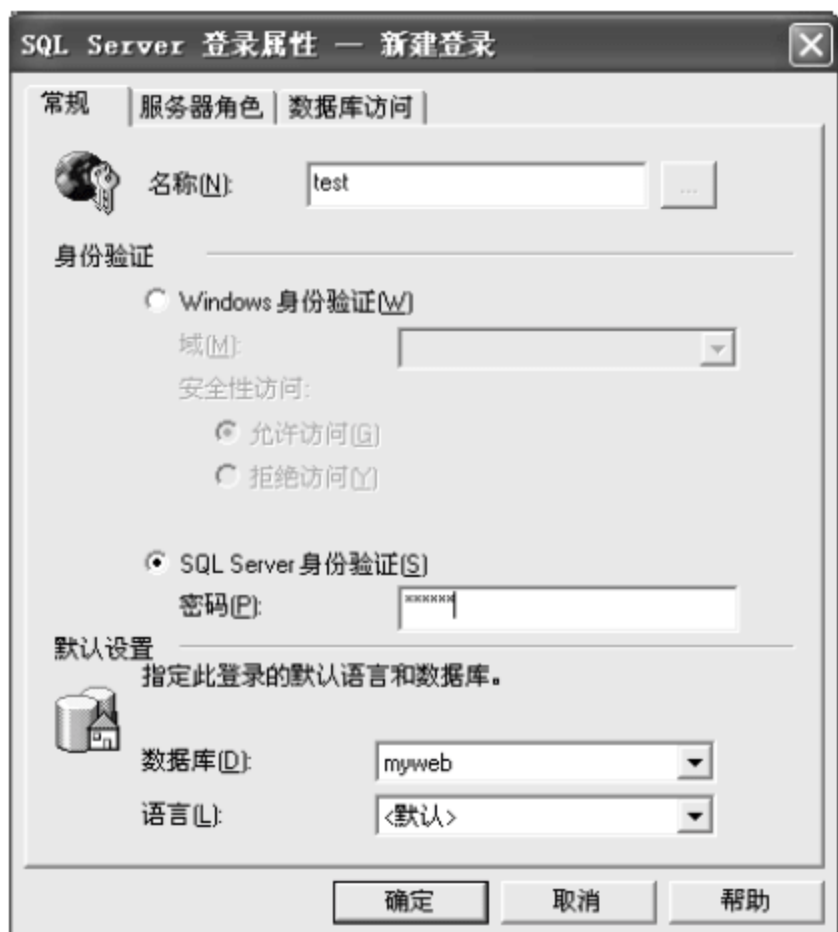 SQL Server 登录属性 — 新建登录
常规 服务器角色 数据库访问
名称(N): test ...
身份验证
Windows 身份验证(W)
域(M):
安全性访问:
允许访问(G)
拒绝访问(Y)
SQL Server 身份验证(S)
密码(P): ******
默认设置
指定此登录的默认语言和数据库。
数据库(D): myweb
语言(L): <默认>
确定 取消 帮助